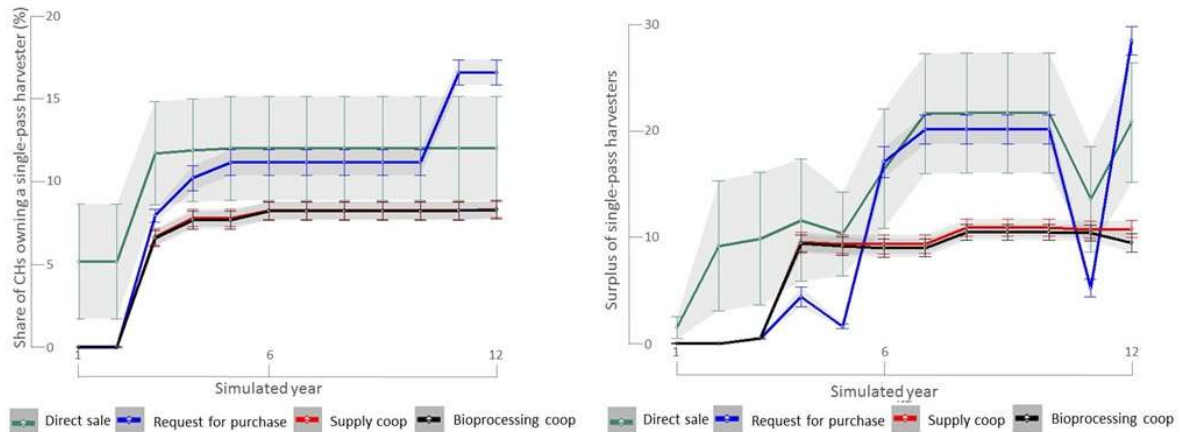 Share of CHs owning a single-pass harvester (%)
20
15
10
5
0
1
6
12
Simulated year
Direct sale
Request for purchase
Supply coop
Bioprocessing coop
Surplus of single-pass harvesters
30
20
10
0
1
6
12
Simulated year
Direct sale
Request for purchase
Supply coop
Bioprocessing coop